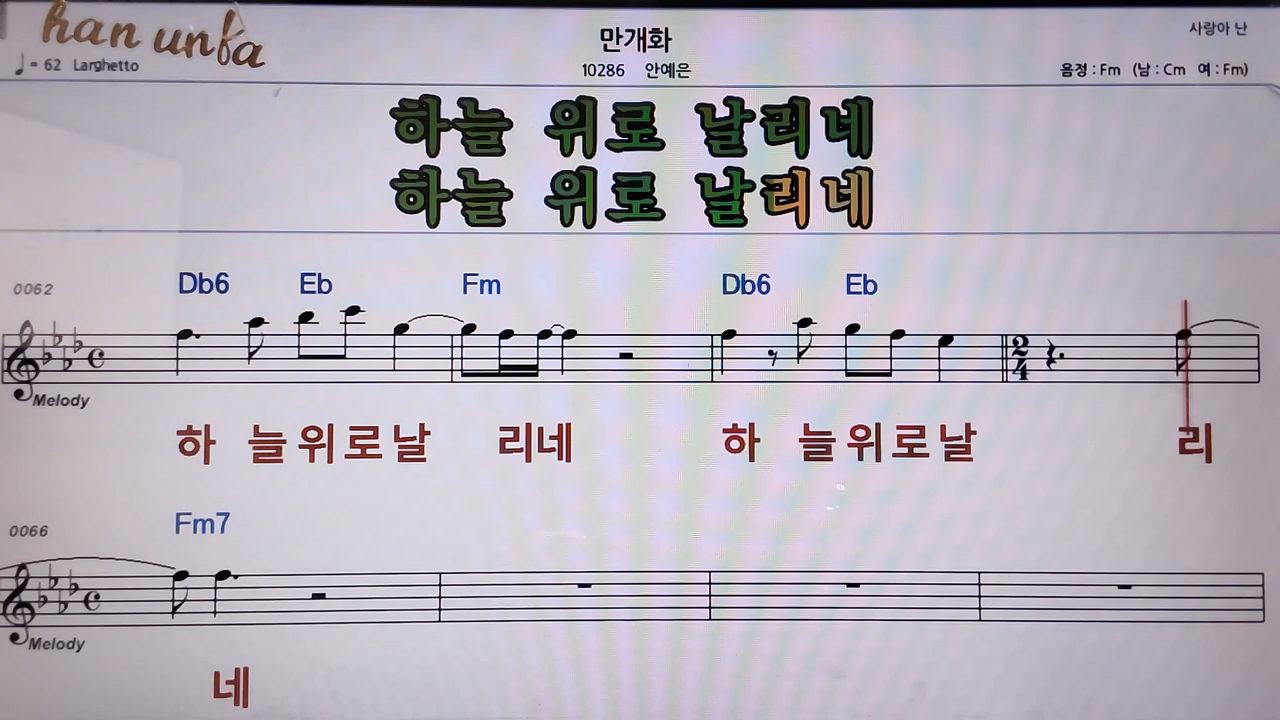 han unfa
만개화
사랑아 난
♩= 62 Larghetto
10286 안예은
음정 : Fm (남 : Cm 여 : Fm)
하늘 위로 날리네
하늘 위로 날리네
0062 Db6 Eb Fm Db6 Eb
2/4
Melody
하 늘위로날 리네 하 늘위로날 리
0066 Fm7
Melody
네